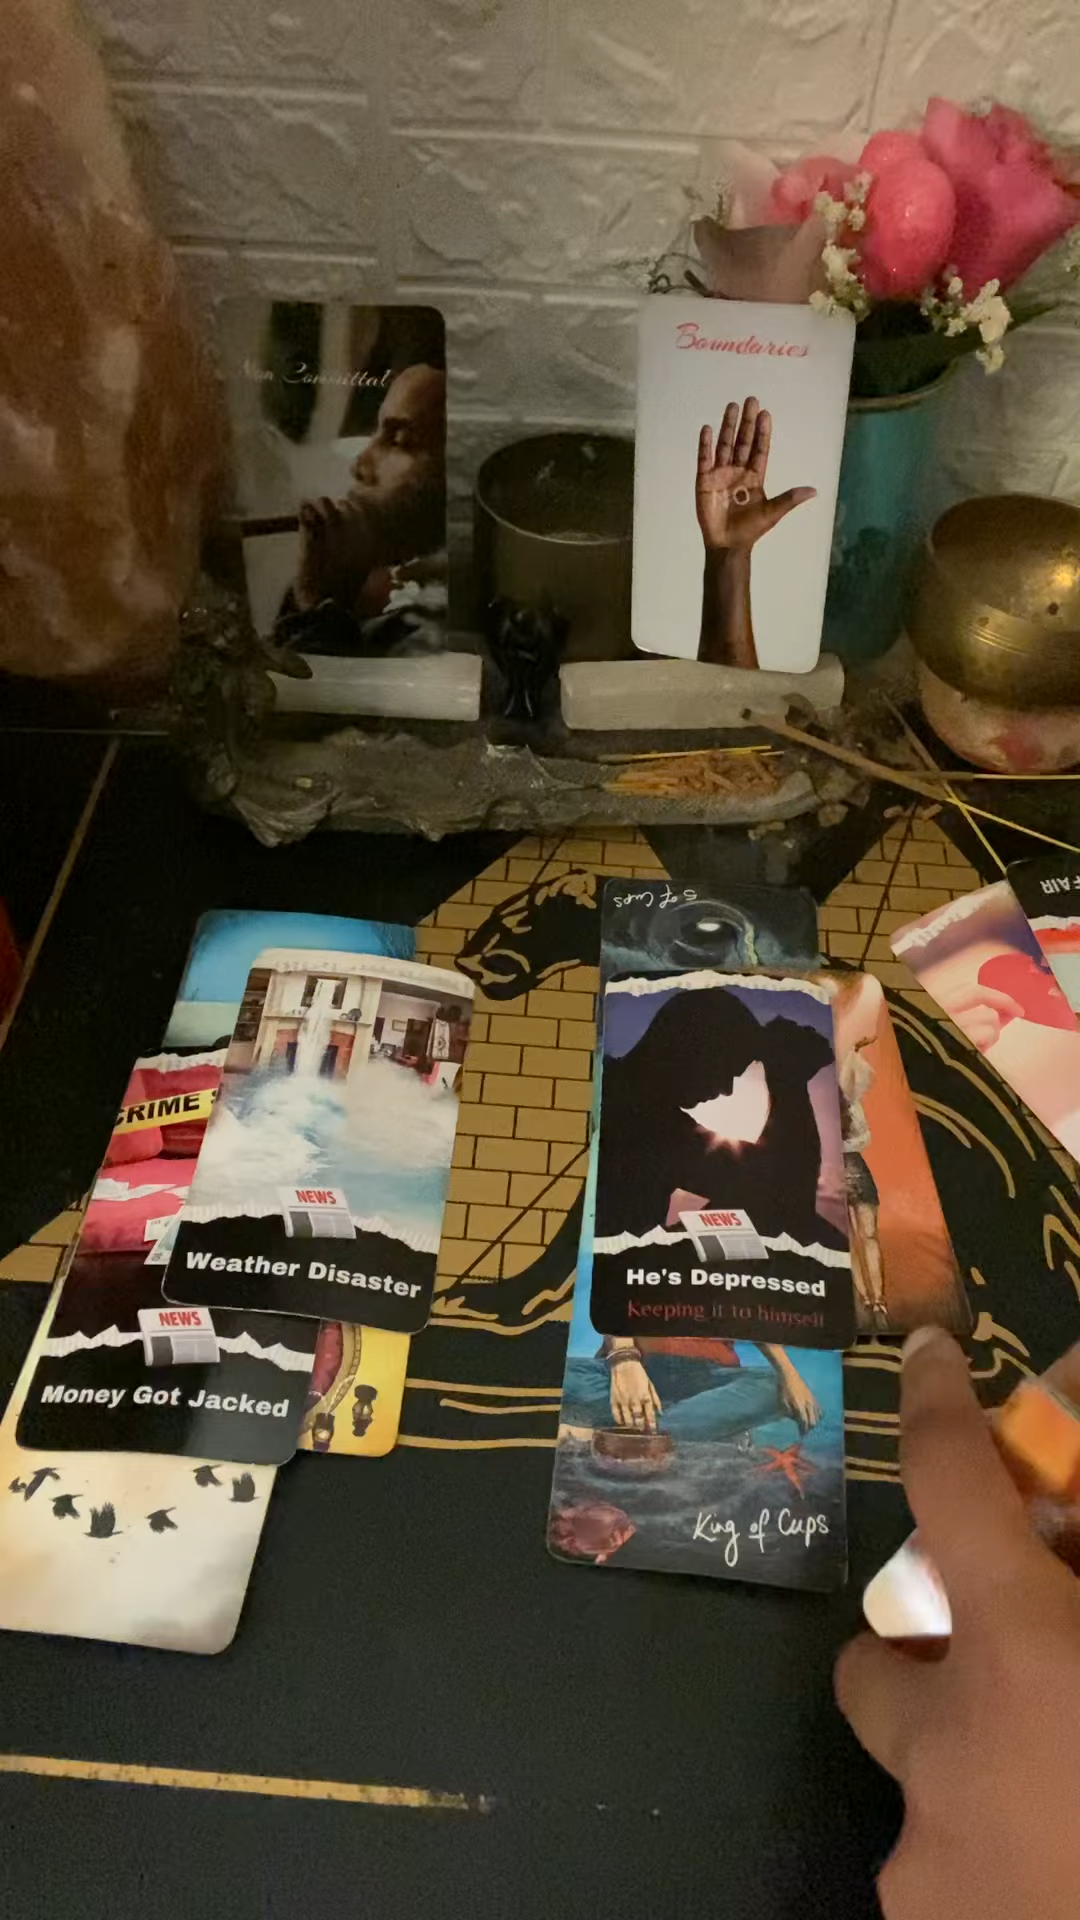 Non Committal
Boundaries
5 of Cups
FAIR
CRIME
NEWS
Weather Disaster
NEWS
He's Depressed
Keeping it to himself
NEWS
Money Got Jacked
King of Cups